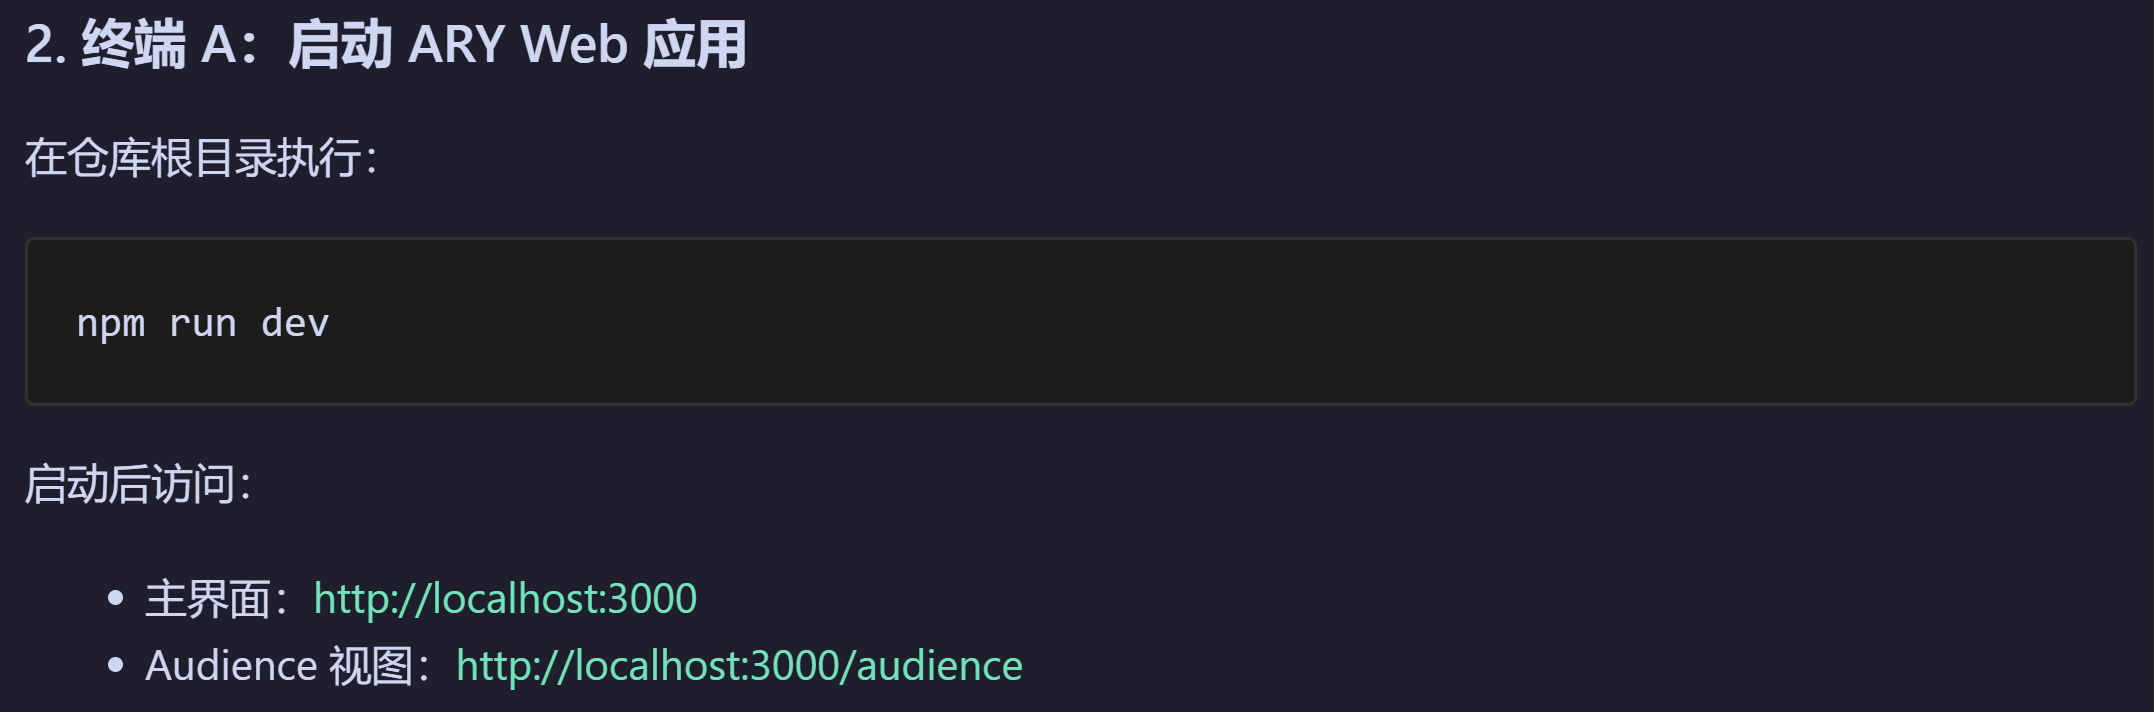 2. 终端 A：启动 ARY Web 应用
在仓库根目录执行：
npm run dev
启动后访问：
• 主界面：http://localhost:3000
• Audience 视图：http://localhost:3000/audience